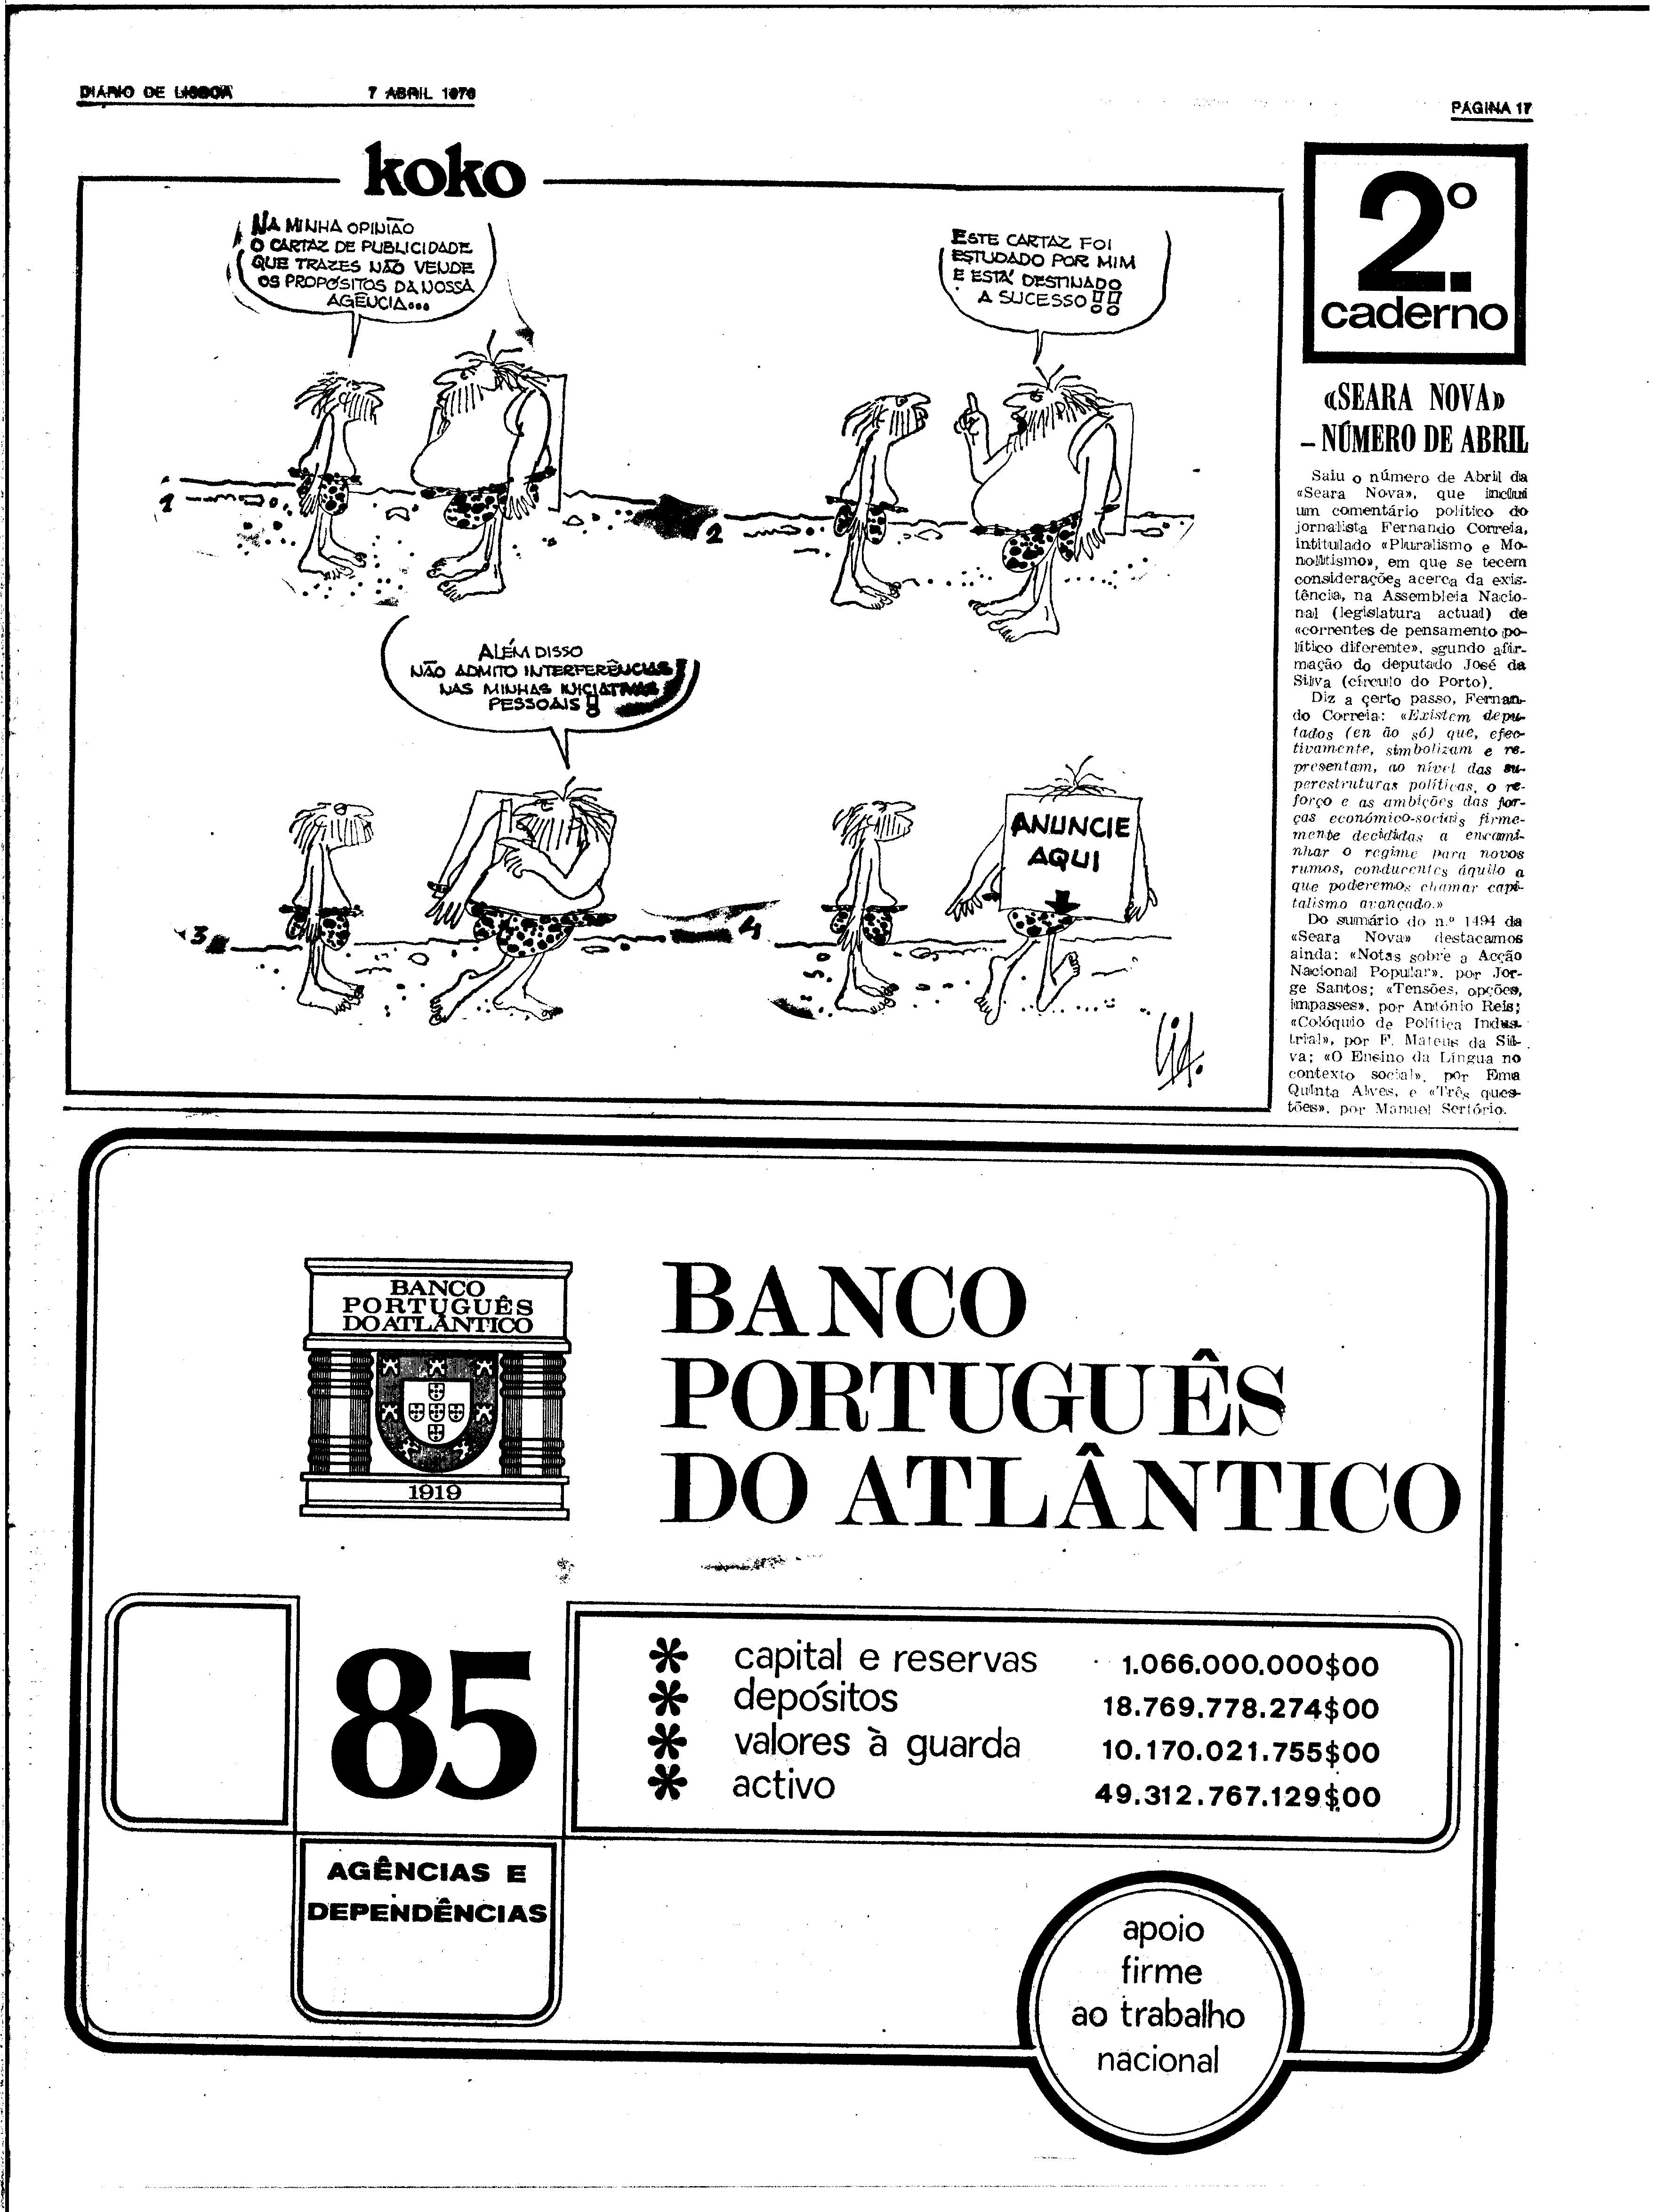 DIÁRIO DE LISBOA
7 ABRIL 1970
PÁGINA 17
koko
NA MINHA OPINIÃO
O CARTAZ DE PUBLICIDADE
QUE TRAZES NÃO VENDE
OS PROPÓSITOS DA NOSSA
AGÊNCIA...
ESTE CARTAZ FOI
ESTUDADO POR MIM
E ESTÁ DESTINADO
A SUCESSO!!
1
2
ALÉM DISSO
NÃO ADMITO INTERFERÊNCIAS
NAS MINHAS INICIATIVAS
PESSOAIS!
ANUNCIE
AQUI
3
4
2.º
caderno
«SEARA NOVA»
– NÚMERO DE ABRIL
Saiu o número de Abril da
«Seara Nova», que inclui
um comentário político do
jornalista Fernando Correia,
intitulado «Pluralismo e Mo-
nolitismo», em que se tecem
considerações acerca da exis-
tência, na Assembleia Nacio-
nal (legislatura actual) de
«correntes de pensamento po-
lítico diferente», sgundo afir-
mação do deputado José da
Silva (círculo do Porto).
Diz a certo passo, Fernan-
do Correia: «Existem depu-
tados (en ão só) que, efec-
tivamente, simbolizam e re-
presentam, ao nível das su-
perestruturas políticas, o re-
forço e as ambições das for-
ças económico-sociais firme-
mente decididas a encami-
nhar o regime para novos
rumos, conducentes àquilo a
que poderemos chamar capi-
talismo avançado.»
Do sumário do n.º 1494 da
«Seara Nova» destacamos
ainda: «Notas sobre a Acção
Nacional Popular», por Jor-
ge Santos; «Tensões, opções,
impasses», por António Reis;
«Colóquio de Política Indus-
trial», por F. Mateus da Sil-
va; «O Ensino da Língua no
contexto social», por Ema
Quinta Alves, e «Três ques-
tões», por Manuel Sertório.
BANCO
PORTUGUÊS
DO ATLÂNTICO
1919
BANCO
PORTUGUÊS
DO ATLÂNTICO
85
AGÊNCIAS E
DEPENDÊNCIAS
* capital e reservas 1.066.000.000$00
* depósitos 18.769.778.274$00
* valores à guarda 10.170.021.755$00
* activo 49.312.767.129$00
apoio
firme
ao trabalho
nacional